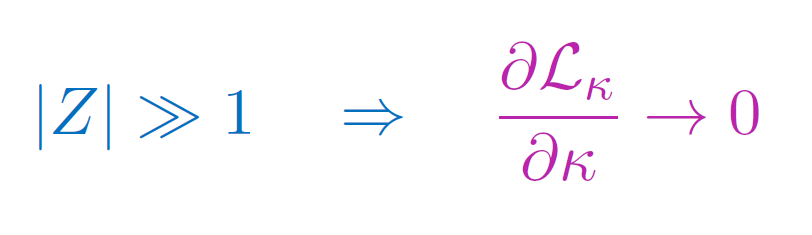 |Z| ≫ 1 ⇒ ∂ℒ_κ/∂κ → 0